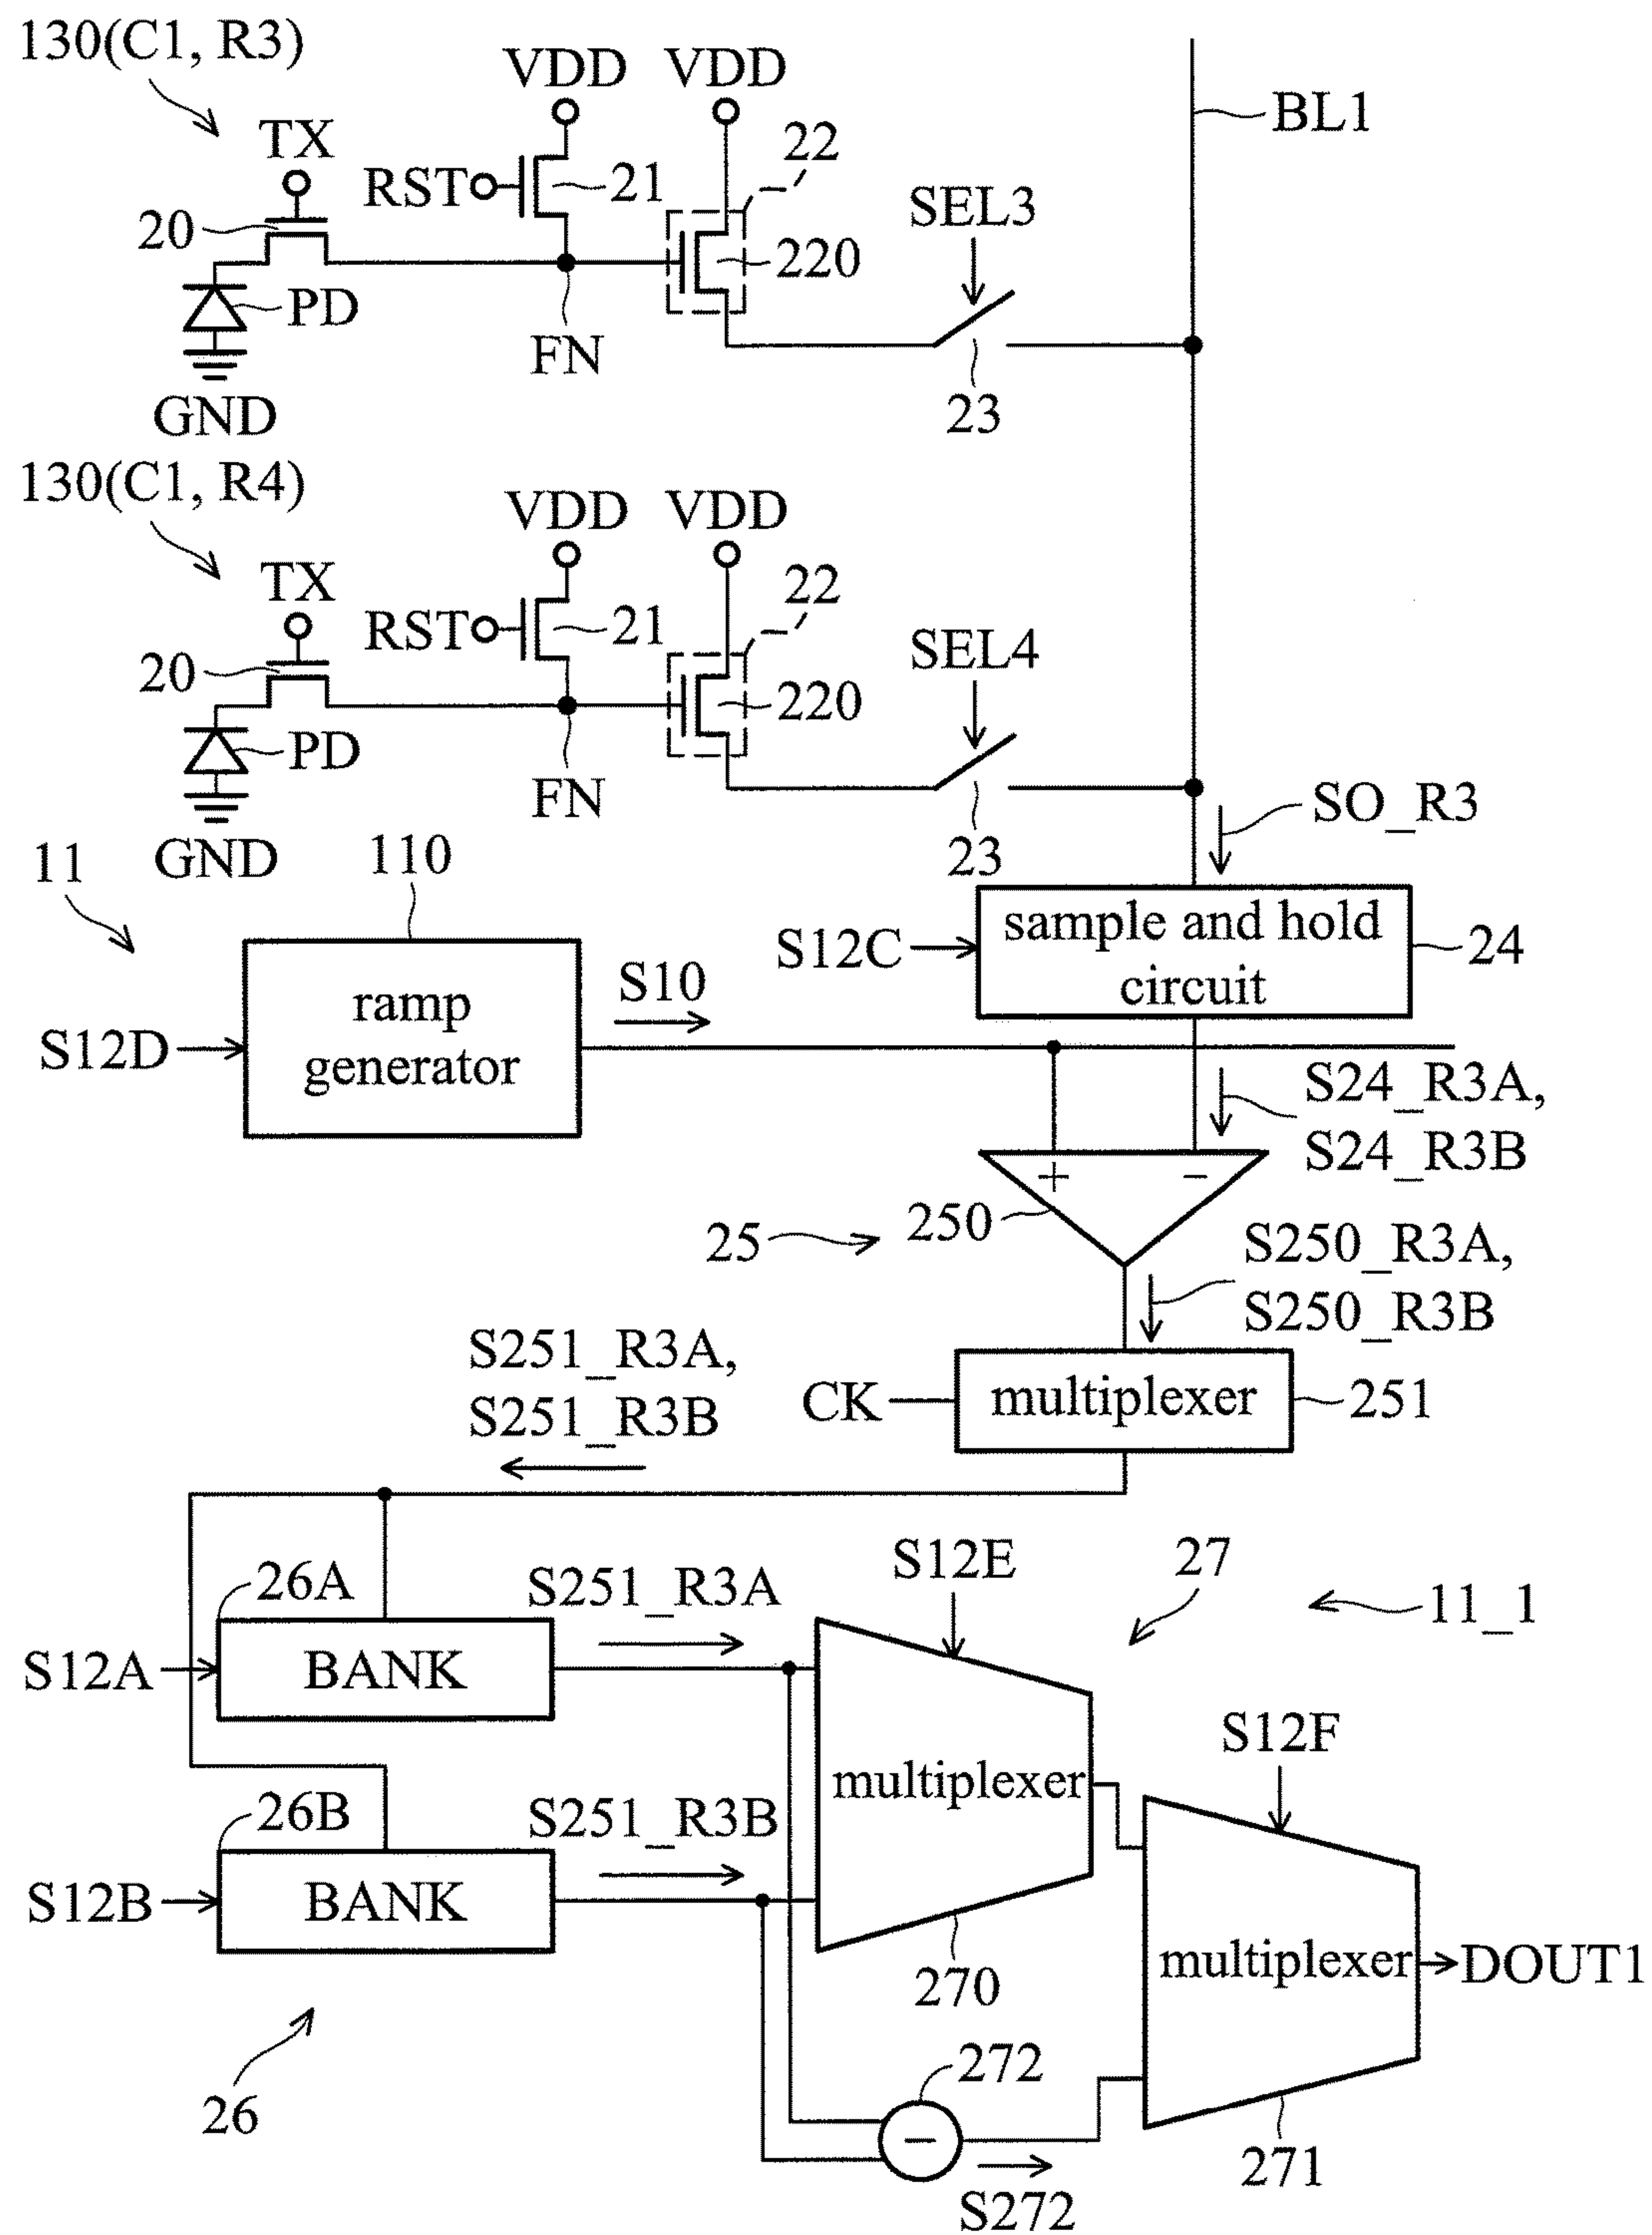 130(C1, R3)
VDD VDD
BL1
TX
22
RST
21
20
SEL3
220
PD
FN
23
GND
130(C1, R4)
VDD VDD
TX
22
RST
21
20
SEL4
220
PD
FN
SO_R3
23
GND
11
110
S12C
sample and hold
circuit
24
S10
ramp
generator
S12D
S24_R3A,
S24_R3B
+ −
250
25
S250_R3A,
S250_R3B
S251_R3A,
S251_R3B
CK
multiplexer
251
S12E
27
26A
S251_R3A
11_1
S12A
BANK
S12F
multiplexer
26B
S251_R3B
S12B
BANK
multiplexer
DOUT1
270
272
26
−
271
S272